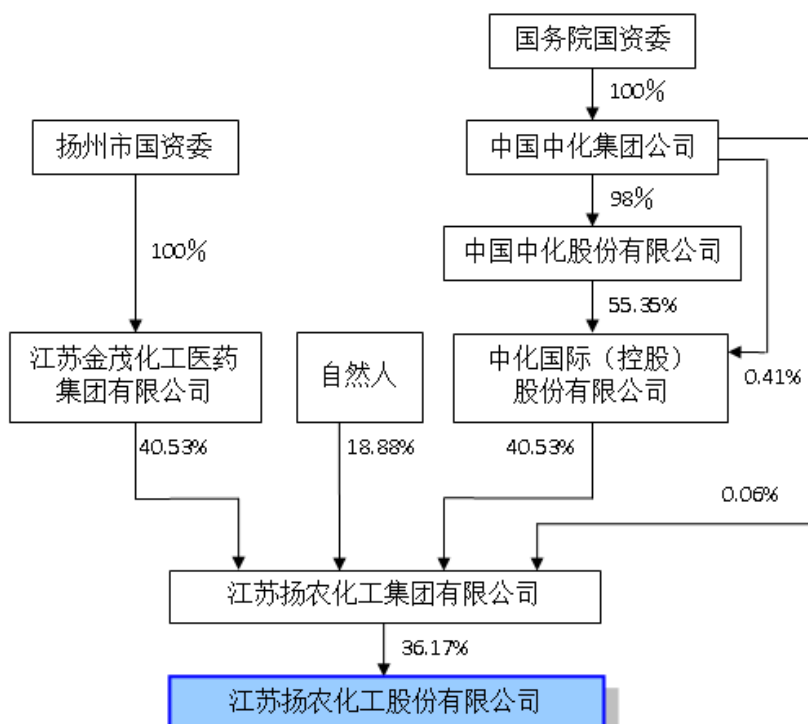 国务院国资委
100%
扬州市国资委
中国中化集团公司
98%
100%
中国中化股份有限公司
55.35%
江苏金茂化工医药
集团有限公司
自然人
中化国际（控股）
股份有限公司
0.41%
40.53%
18.88%
40.53%
0.06%
江苏扬农化工集团有限公司
36.17%
江苏扬农化工股份有限公司